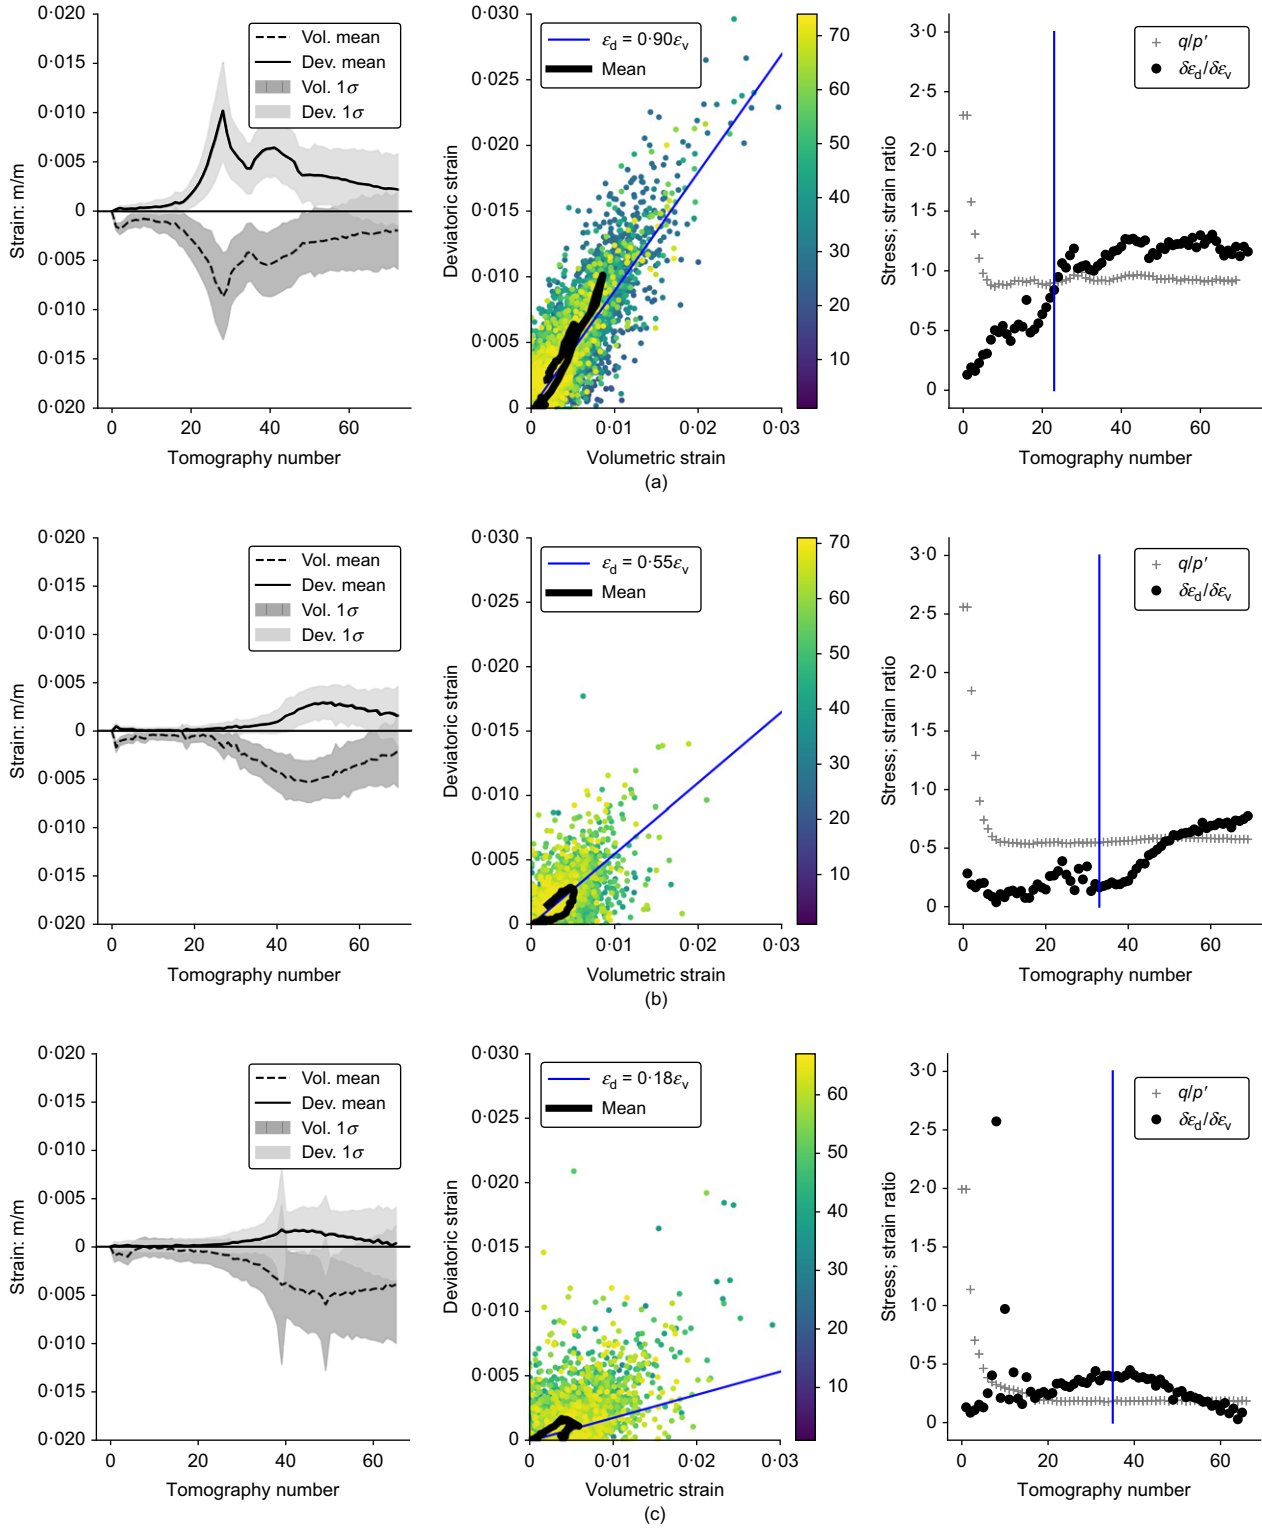 0·020
0·015
0·010
0·005
0
0·005
0·010
0·015
0·020
Strain: m/m
Vol. mean
Dev. mean
Vol. 1σ
Dev. 1σ
0 20 40 60
Tomography number
0·030
0·025
0·020
0·015
0·010
0·005
0
Deviatoric strain
εd = 0·90εv
Mean
0 0·01 0·02 0·03
Volumetric strain
70
60
50
40
30
20
10
3·0
2·5
2·0
1·5
1·0
0·5
0
Stress; strain ratio
q/p′
δεd/δεv
0 20 40 60
Tomography number
(a)
0·020
0·015
0·010
0·005
0
0·005
0·010
0·015
0·020
Strain: m/m
Vol. mean
Dev. mean
Vol. 1σ
Dev. 1σ
0 20 40 60
Tomography number
0·030
0·025
0·020
0·015
0·010
0·005
0
Deviatoric strain
εd = 0·55εv
Mean
0 0·01 0·02 0·03
Volumetric strain
70
60
50
40
30
20
10
3·0
2·5
2·0
1·5
1·0
0·5
0
Stress; strain ratio
q/p′
δεd/δεv
0 20 40 60
Tomography number
(b)
0·020
0·015
0·010
0·005
0
0·005
0·010
0·015
0·020
Strain: m/m
Vol. mean
Dev. mean
Vol. 1σ
Dev. 1σ
0 20 40 60
Tomography number
0·030
0·025
0·020
0·015
0·010
0·005
0
Deviatoric strain
εd = 0·18εv
Mean
0 0·01 0·02 0·03
Volumetric strain
60
50
40
30
20
10
3·0
2·5
2·0
1·5
1·0
0·5
0
Stress; strain ratio
q/p′
δεd/δεv
0 20 40 60
Tomography number
(c)